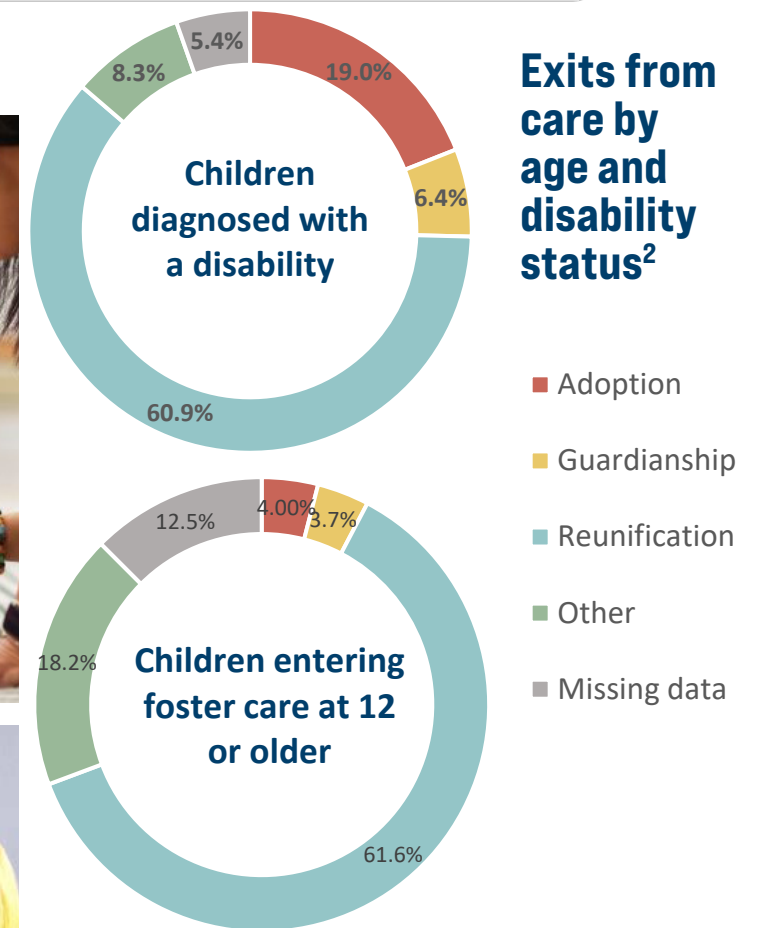 5.4%
19.0%
8.3%
6.4%
60.9%
Children
diagnosed with
a disability
Exits from
care by
age and
disability
status²
Adoption
Guardianship
Reunification
Other
Missing data
4.00%
3.7%
12.5%
18.2%
61.6%
Children entering
foster care at 12
or older